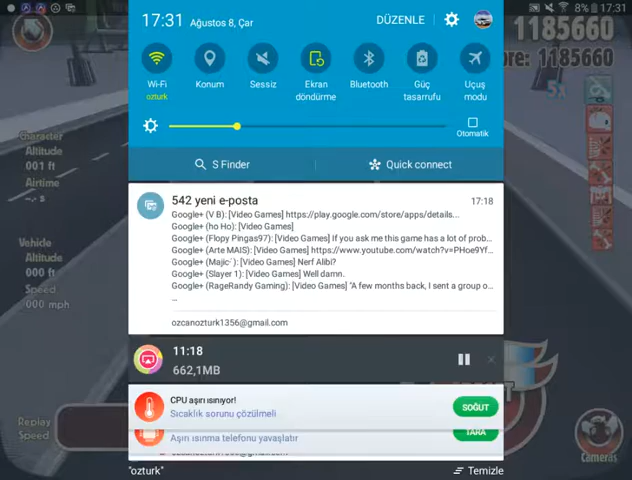 8% 17:31
17:31 Ağustos 8, Çar DÜZENLE
1185660
Score: 1185660
5x
Wi-Fi
ozturk
Konum
Sessiz
Ekran
döndürme
Bluetooth
Güç
tasarrufu
Uçuş
modu
Otomatik
S Finder
Quick connect
Character
Altitude
001 ft
Airtime
--.- s
Vehicle
Altitude
000 ft
Speed
000 mph
542 yeni e-posta 17:18
Google+ (V B): [Video Games] https://play.google.com/store/apps/details...
Google+ (ho Ho): [Video Games]
Google+ (Flopy Pingas97): [Video Games] If you ask me this game has a lot of prob...
Google+ (Arte MAIS): [Video Games] https://www.youtube.com/watch?v=PHoe9Yf...
Google+ (Majic`): [Video Games] Nerf Alibi?
Google+ (Slayer 1): [Video Games] Well damn.
Google+ (RageRandy Gaming): [Video Games] "A few months back, I sent a group o...
...
ozcanozturk1356@gmail.com
11:18
662,1MB
CPU aşırı ısınıyor!
Sıcaklık sorunu çözülmeli
SOĞUT
Aşırı ısınma telefonu yavaşlatır
TARA
Replay
Speed
Cameras
"ozturk"
Temizle